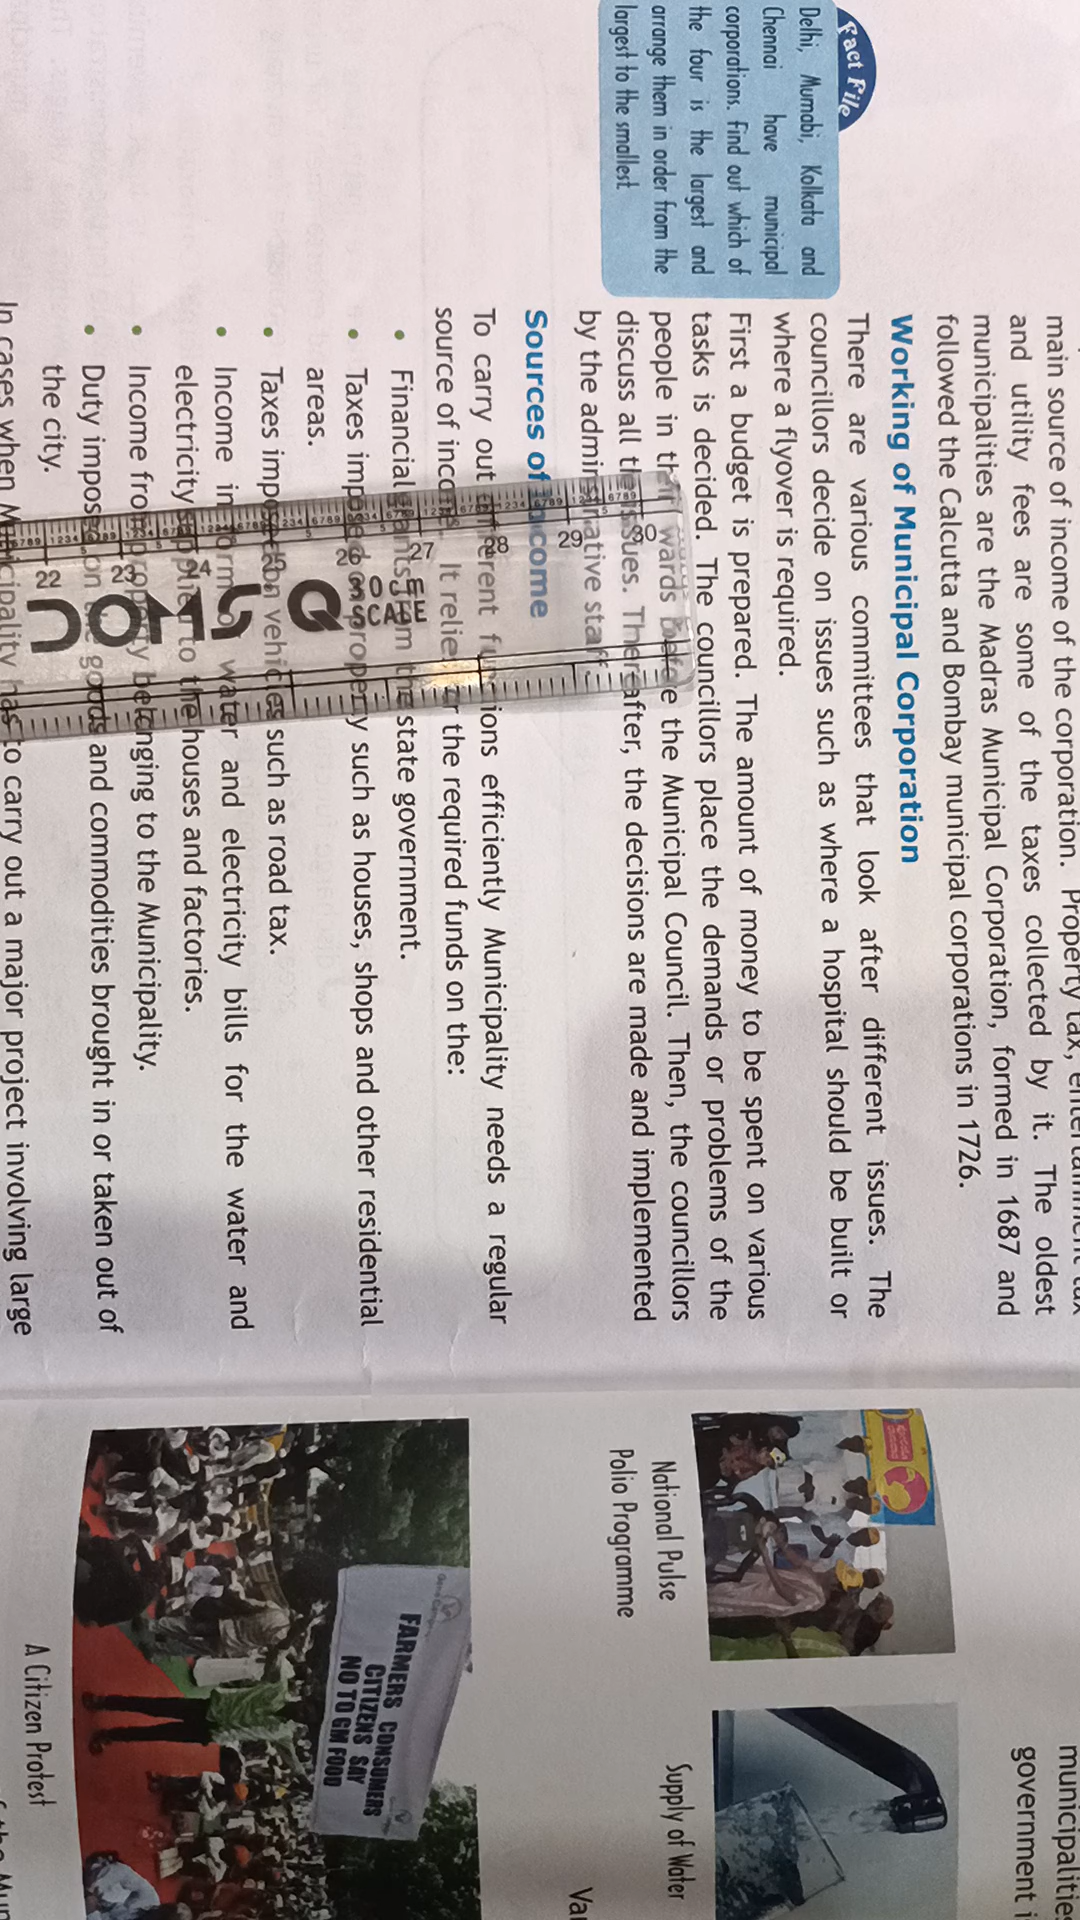 Fact File
Delhi, Mumabi, Kolkata and
Chennai have municipal
corporations. Find out which of
the four is the largest and
arrange them in order from the
largest to the smallest
main source of income of the corporation. Property tax,
and utility fees are some of the taxes collected by it. The oldest
municipalities are the Madras Municipal Corporation, formed in 1687 and
followed the Calcutta and Bombay municipal corporations in 1726.
Working of Municipal Corporation
There are various committees that look after different issues. The
councillors decide on issues such as where a hospital should be built or
where a flyover is required.
First a budget is prepared. The amount of money to be spent on various
tasks is decided. The councillors place the demands or problems of the
people in their wards before the Municipal Council. Then, the councillors
discuss all the issues. Thereafter, the decisions are made and implemented
by the administrative staff.
Sources of Income
To carry out different functions efficiently Municipality needs a regular
source of income. It relies for the required funds on the:
• Financial grants from the state government.
• Taxes imposed on property such as houses, shops and other residential
areas.
• Taxes imposed on vehicles such as road tax.
• Income in form of water and electricity bills for the water and
electricity supplied to the houses and factories.
• Income from property belonging to the Municipality.
• Duty imposed on the goods and commodities brought in or taken out of
the city.
In cases when Municipality has to carry out a major project involving large
22
23
27
29
30
SCALE
National Pulse
Polio Programme
Supply of Water
FARMERS CONSUMERS
CITIZENS SAY
NO TO GM FOOD
A Citizen Protest
municipalities
government i